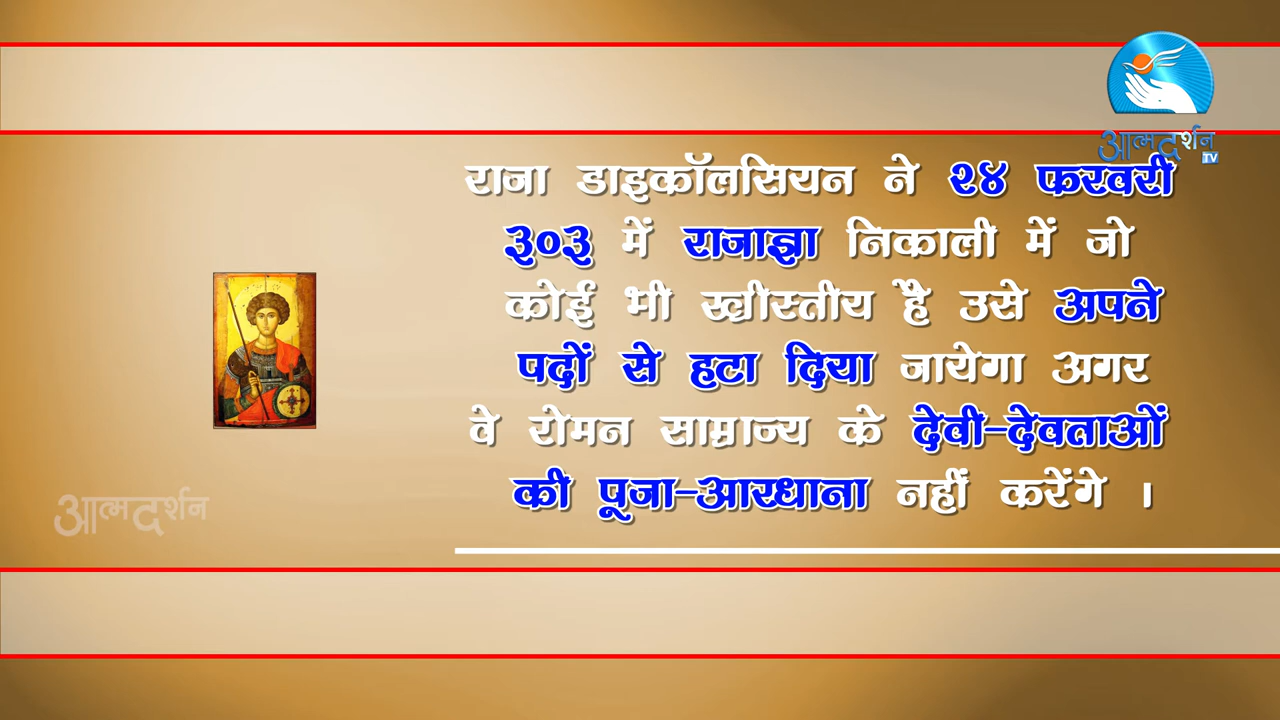 आत्मदर्शन
TV
राजा डाइकॉलसियन ने २४ फरवरी
३०३ में राजाज्ञा निकाली में जो
कोई भी ख्रीस्तीय है उसे अपने
पदों से हटा दिया जायेगा अगर
वे रोमन साम्राज्य के देवी-देवताओं
की पूजा-आरधाना नहीं करेंगे ।
आत्मदर्शन